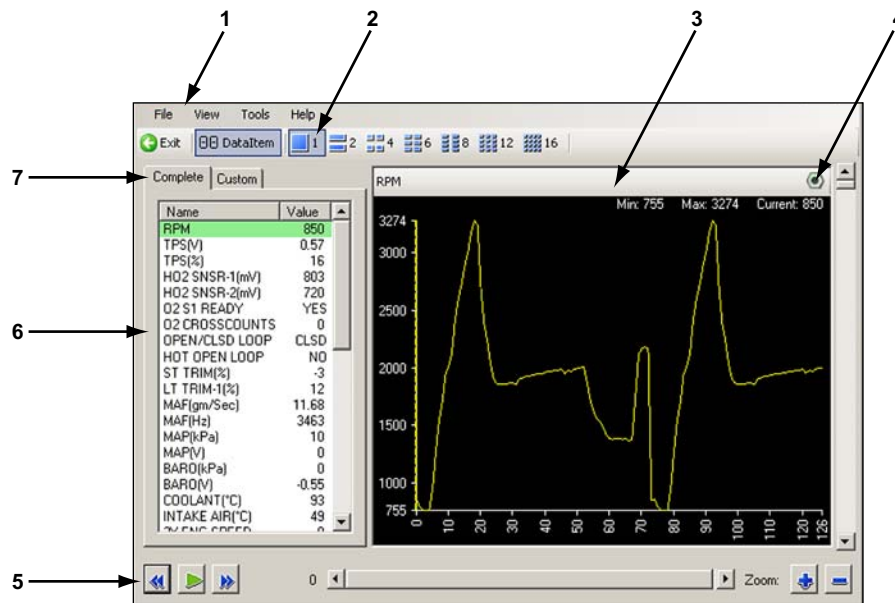 1 2 3 4
File View Tools Help
Exit DataItem 1 2 4 6 8 12 16
7
Complete Custom
RPM
Min: 755 Max: 3274 Current: 850
Name Value
RPM 850
TPS(V) 0.57
TPS(%) 16
HO2 SNSR-1(mV) 803
HO2 SNSR-2(mV) 720
O2 S1 READY YES
O2 CROSSCOUNTS 0
OPEN/CLSD LOOP CLSD
HOT OPEN LOOP NO
ST TRIM(%) -3
LT TRIM-1(%) 12
MAF(gm/Sec) 11.68
MAF(Hz) 3463
MAP(kPa) 10
MAP(V) 0
BARO(kPa) 0
BARO(V) -0.55
COOLANT(°C) 93
INTAKE AIR(°C) 49
6
3274
3000
2500
2000
1500
1000
755
0 10 20 30 40 50 60 70 80 90 100 110 120 126
5
0 Zoom: